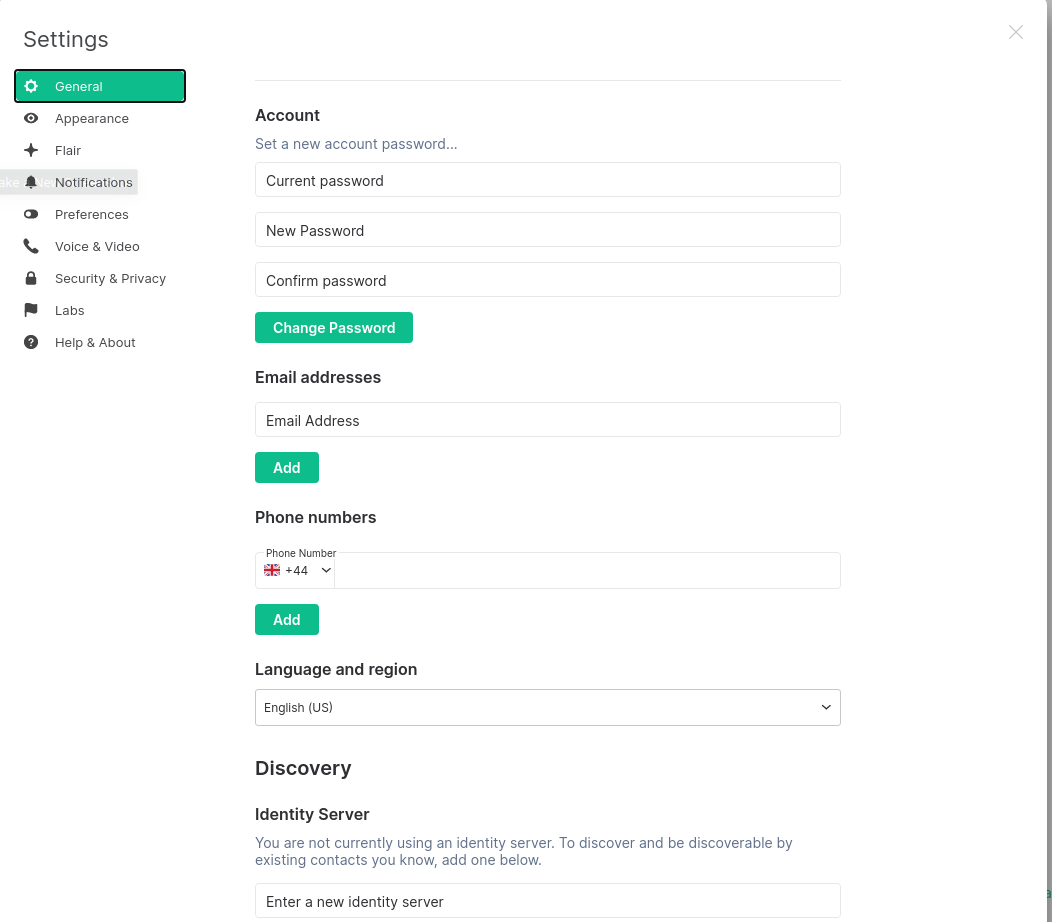 Settings
General
Appearance
Flair
Notifications
Preferences
Voice & Video
Security & Privacy
Labs
Help & About
Account
Set a new account password...
Current password
New Password
Confirm password
Change Password
Email addresses
Email Address
Add
Phone numbers
Phone Number
+44
Add
Language and region
English (US)
Discovery
Identity Server
You are not currently using an identity server. To discover and be discoverable by
existing contacts you know, add one below.
Enter a new identity server